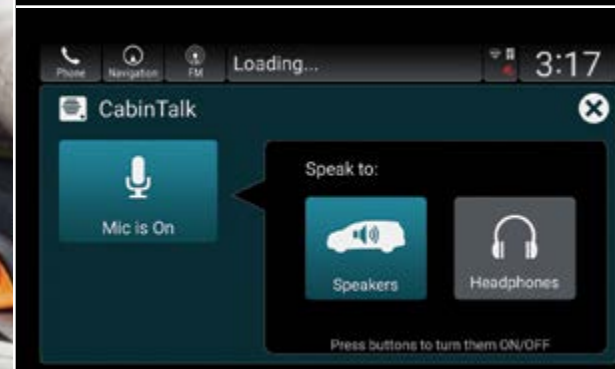 Phone Navigation FM Loading... 3:17
CabinTalk
Speak to:
Mic is On
Speakers Headphones
Press buttons to turn them ON/OFF